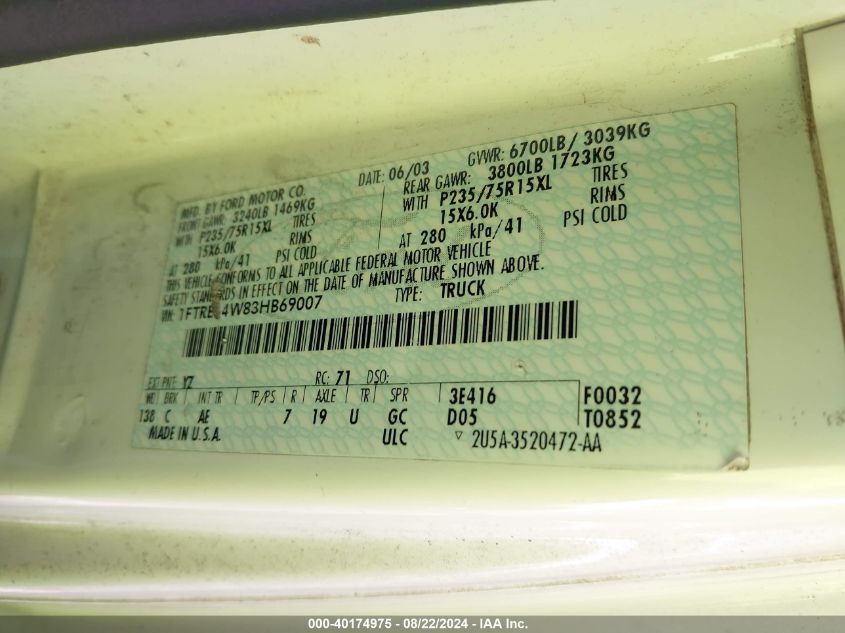 MFD. BY FORD MOTOR CO.
DATE: 06/03
GVWR: 6700LB/ 3039KG
FRONT GAWR: 3240LB 1469KG
REAR GAWR: 3800LB 1723KG
WITH P235/75R15XL TIRES
WITH P235/75R15XL TIRES
15X6.0K RIMS
15X6.0K RIMS
AT 280 kPa/41 PSI COLD
AT 280 kPa/41 PSI COLD
THIS VEHICLE CONFORMS TO ALL APPLICABLE FEDERAL MOTOR VEHICLE
SAFETY STANDARDS IN EFFECT ON THE DATE OF MANUFACTURE SHOWN ABOVE.
VIN: 1FTRE 4W83HB69007
TYPE: TRUCK
EXT PNT: YZ RC: 71 DSO:
WB BRK INT TR TP/PS R AXLE TR SPR 3E416 F0032
138 C AE 7 19 U GC D05 T0852
MADE IN U.S.A. ULC 2U5A-3520472-AA
000-40174975 - 08/22/2024 - IAA Inc.